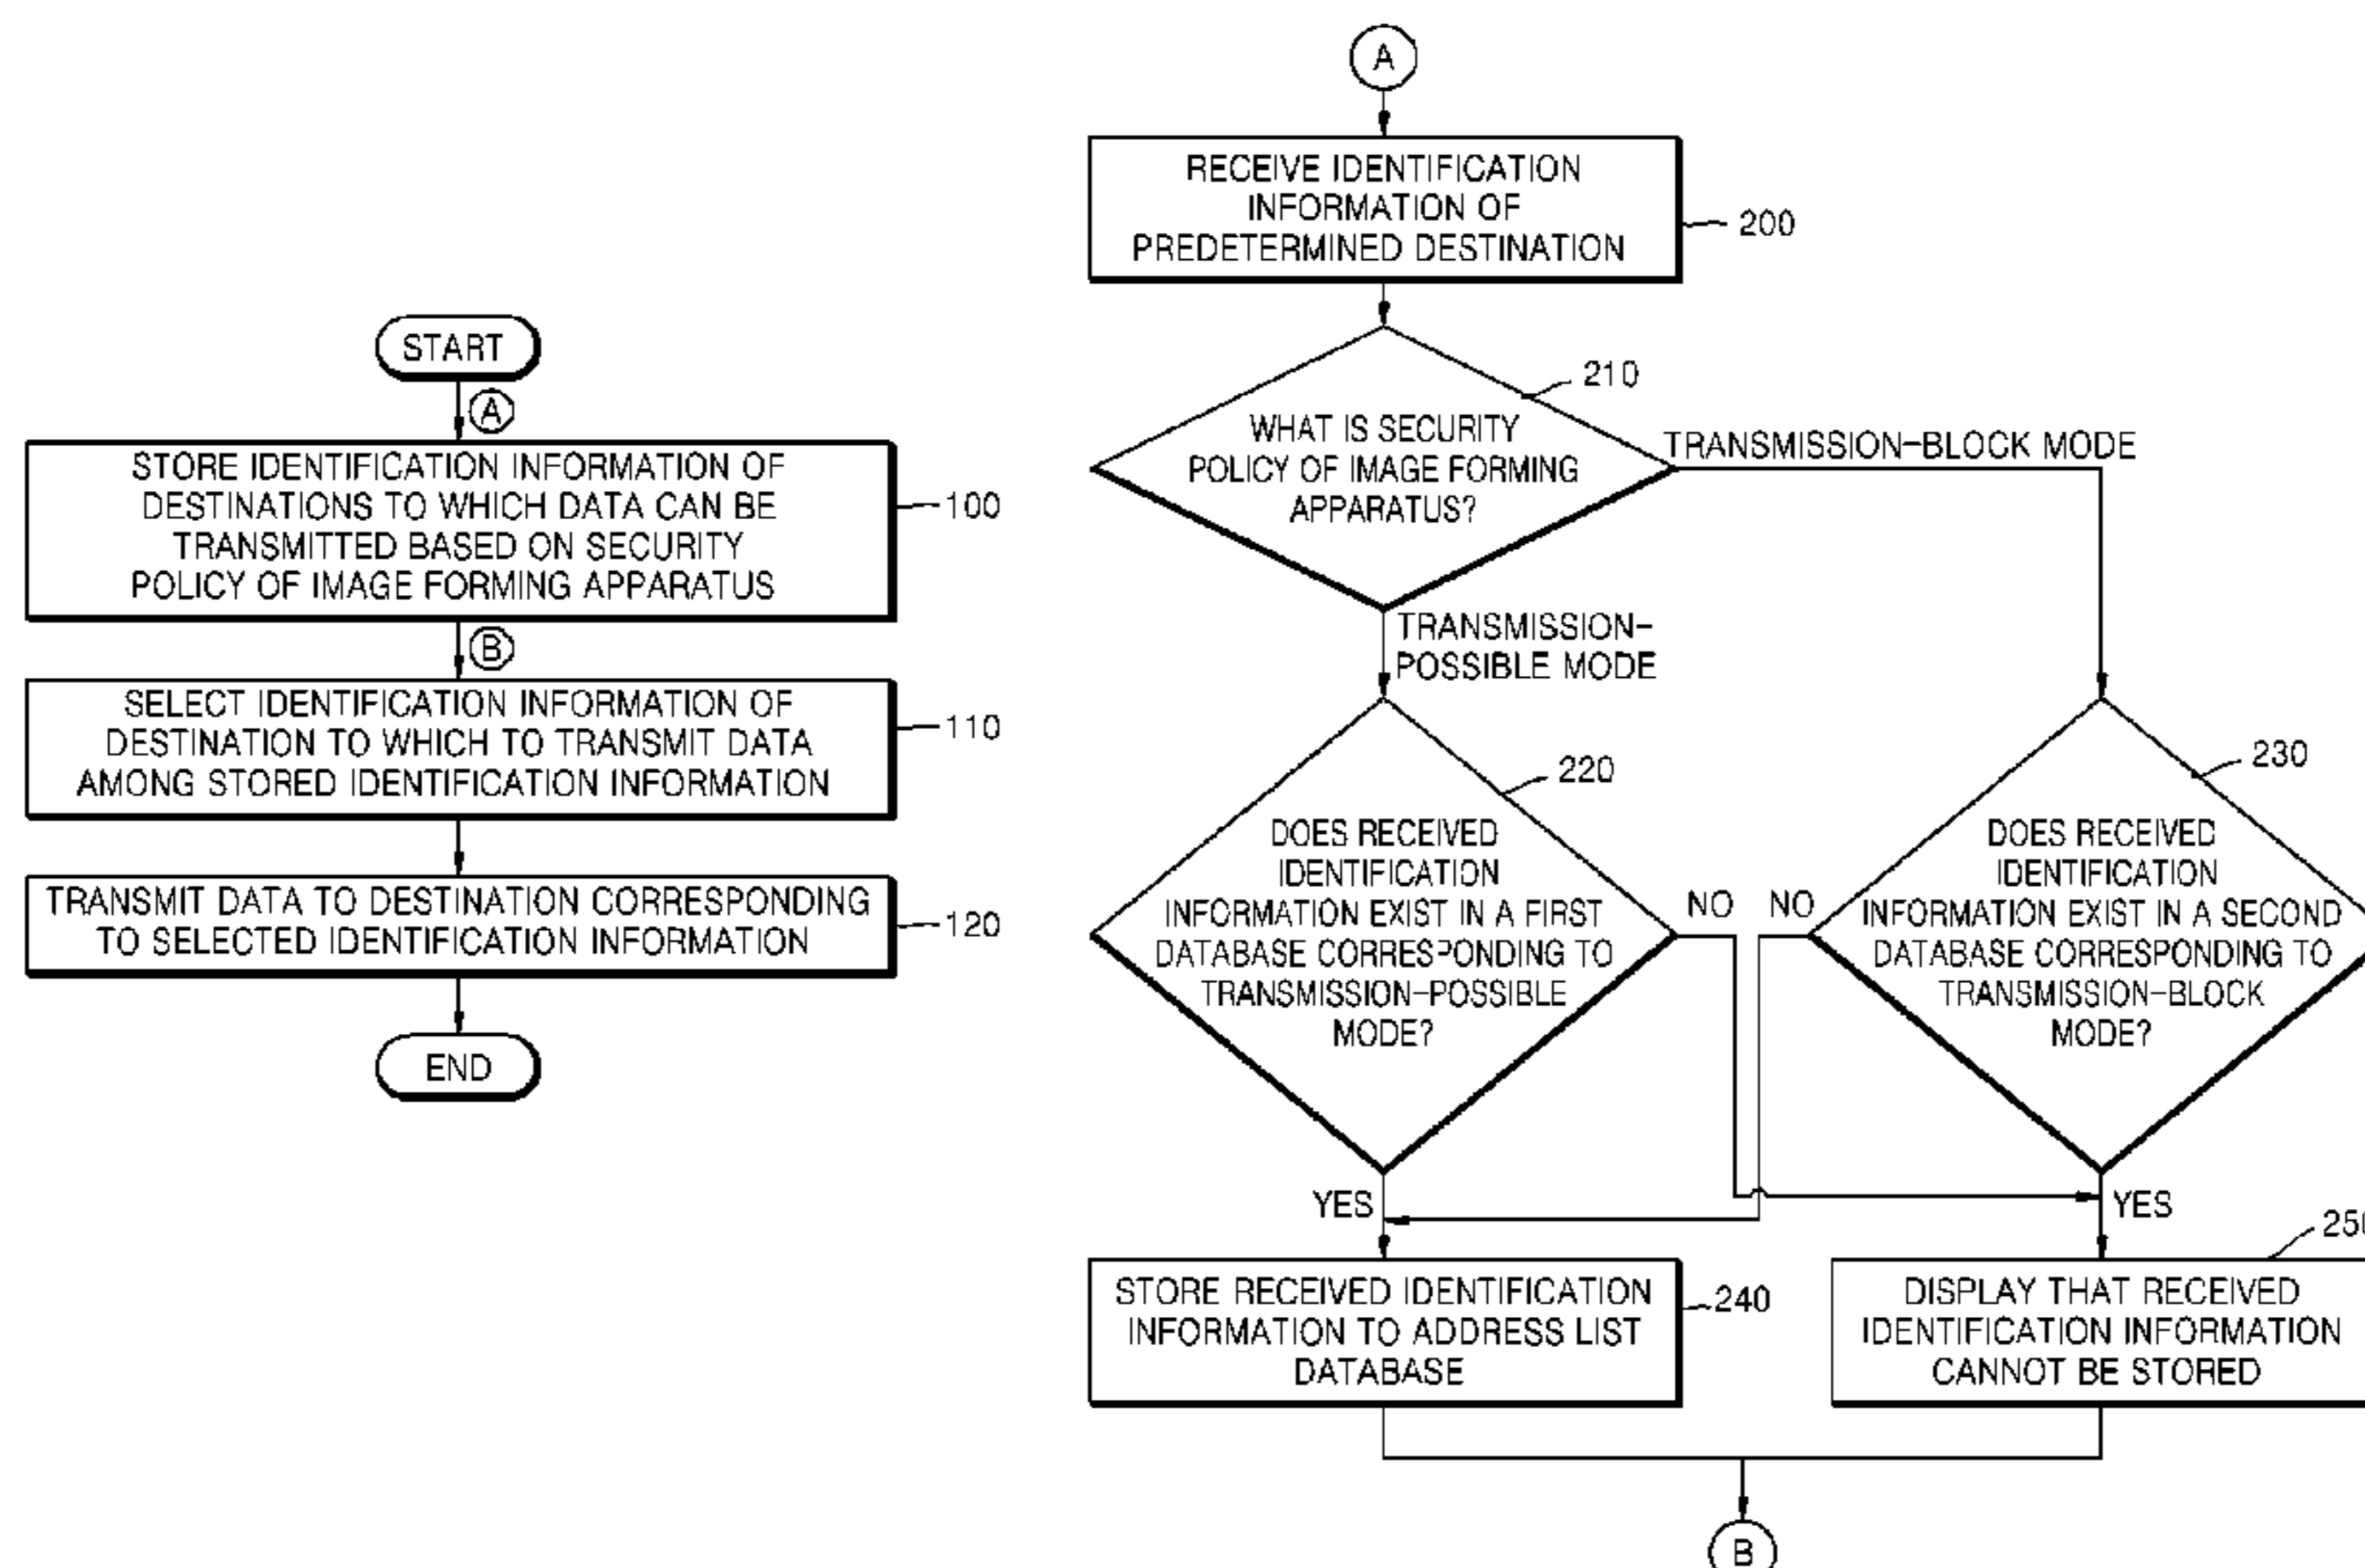 START
A
STORE IDENTIFICATION INFORMATION OF
DESTINATIONS TO WHICH DATA CAN BE
TRANSMITTED BASED ON SECURITY
POLICY OF IMAGE FORMING APPARATUS
100
B
SELECT IDENTIFICATION INFORMATION OF
DESTINATION TO WHICH TO TRANSMIT DATA
AMONG STORED IDENTIFICATION INFORMATION
110
TRANSMIT DATA TO DESTINATION CORRESPONDING
TO SELECTED IDENTIFICATION INFORMATION
120
END
A
RECEIVE IDENTIFICATION
INFORMATION OF
PREDETERMINED DESTINATION
200
WHAT IS SECURITY
POLICY OF IMAGE FORMING
APPARATUS?
210
TRANSMISSION-BLOCK MODE
TRANSMISSION-
POSSIBLE MODE
DOES RECEIVED
IDENTIFICATION
INFORMATION EXIST IN A FIRST
DATABASE CORRESPONDING TO
TRANSMISSION-POSSIBLE
MODE?
220
NO
NO
DOES RECEIVED
IDENTIFICATION
INFORMATION EXIST IN A SECOND
DATABASE CORRESPONDING TO
TRANSMISSION-BLOCK
MODE?
230
YES
YES
STORE RECEIVED IDENTIFICATION
INFORMATION TO ADDRESS LIST
DATABASE
240
DISPLAY THAT RECEIVED
IDENTIFICATION INFORMATION
CANNOT BE STORED
250
B